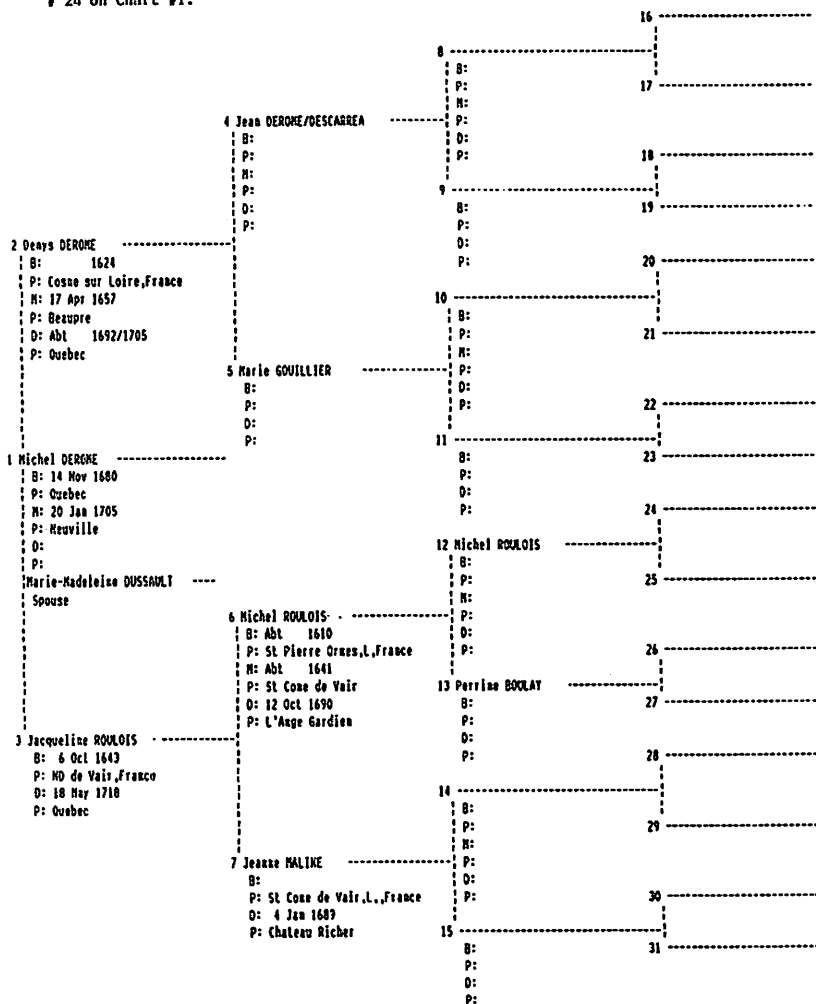 # 24 on Chart #1.
16
8
B:
P:
17
M:
4 Jean DEROME/DESCARREA
P:
B:
D:
P:
P:
M:
18
P:
9
D:
B:
19
P:
P:
2 Denys DEROME
D:
B: 1624
P:
20
P: Cosne sur Loire,France
M: 17 Apr 1657
10
P: Beaupre
B:
D: Abt 1692/1705
P:
21
P: Quebec
M:
5 Marie GOUILLIER
P:
B:
D:
P:
P:
22
D:
P:
11
1 Michel DEROME
B:
23
B: 14 Nov 1680
P:
P: Quebec
D:
M: 20 Jan 1705
P:
24
P: Neuville
D:
12 Michel ROULOIS
P:
B:
Marie-Madeleine DUSSAULT
P:
25
Spouse
M:
6 Michel ROULOIS
P:
B: Abt 1610
D:
P: St Pierre Ormes,L,France
P:
26
M: Abt 1641
P: St Come de Vair
13 Perrine BOULAY
D: 12 Oct 1690
B:
27
P: L'Ange Gardien
P:
3 Jacqueline ROULOIS
D:
B: 6 Oct 1643
P:
28
P: ND de Vair,France
D: 18 May 1718
14
P: Quebec
B:
P:
29
M:
7 Jeanne MALIKE
P:
B:
D:
P: St Come de Vair,L.,France
P:
30
D: 4 Jan 1689
P: Chateau Richer
15
B:
31
P:
D:
P: